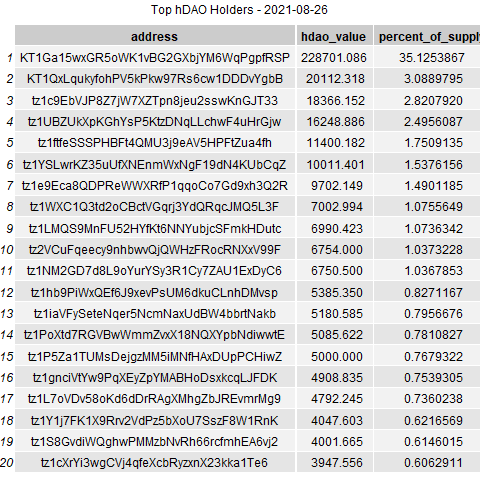 Top hDAO Holders - 2021-08-26
address hdao_value percent_of_supply
1 KT1Ga15wxGR5oWK1vBG2GXbjYM6WqPgpfRSP 228701.086 35.1253867
2 KT1QxLqukyfohPV5kPkw97Rs6cw1DDDvYgbB 20112.318 3.0889795
3 tz1c9EbVJP8Z7jW7XZTpn8jeu2sswKnGJT33 18366.152 2.8207920
4 tz1UBZUkXpKGhYsP5KtzDNqLLchwF4uHrGjw 16248.886 2.4956087
5 tz1ftfeSSSPHBFt4QMU3j9eAV5HPFtZua4fh 11400.182 1.7509135
6 tz1YSLwrKZ35uUfXNEnmWxNgF19dN4KUbCqZ 10011.401 1.5376156
7 tz1e9Eca8QDPReWWXRfP1qqoCo7Gd9xh3Q2R 9702.149 1.4901185
8 tz1WXC1Q3td2oCBctVGqrj3YdQRqcJMQ5L3F 7002.994 1.0755649
9 tz1LMQS9MnFU52HYfKt6NNYubjcSFmkHDutc 6990.423 1.0736342
10 tz2VCuFqeecy9nhbwvQjQWHzFRocRNXxV99F 6754.000 1.0373228
11 tz1NM2GD7d8L9oYurYSy3R1Cy7ZAU1ExDyC6 6750.500 1.0367853
12 tz1hb9PiWxQEf6J9xevPsUM6dkuCLnhDMvsp 5385.350 0.8271167
13 tz1iaVFySeteNqer5NcmNaxUdBW4bbrtNakb 5180.585 0.7956676
14 tz1PoXtd7RGVBwWmmZvxX18NQXYpbNdiwwtE 5085.622 0.7810827
15 tz1P5Za1TUMsDejgzMM5iMNfHAxDUpPCHiwZ 5000.000 0.7679322
16 tz1gnciVtYw9PqXEyZpYMABHoDsxkcqLJFDK 4908.835 0.7539305
17 tz1L7oVDv58oKd6dDrRAgXMhgZbJREvmrMg9 4792.245 0.7360238
18 tz1Y1j7FK1X9Rrv2VdPz5bXoU7SszF8W1RnK 4047.603 0.6216569
19 tz1S8GvdiWQghwPMMzbNvRh66rcfmhEA6vj2 4001.665 0.6146015
20 tz1cXrYi3wgCVj4qfeXcbRyzxnX23kka1Te6 3947.556 0.6062911